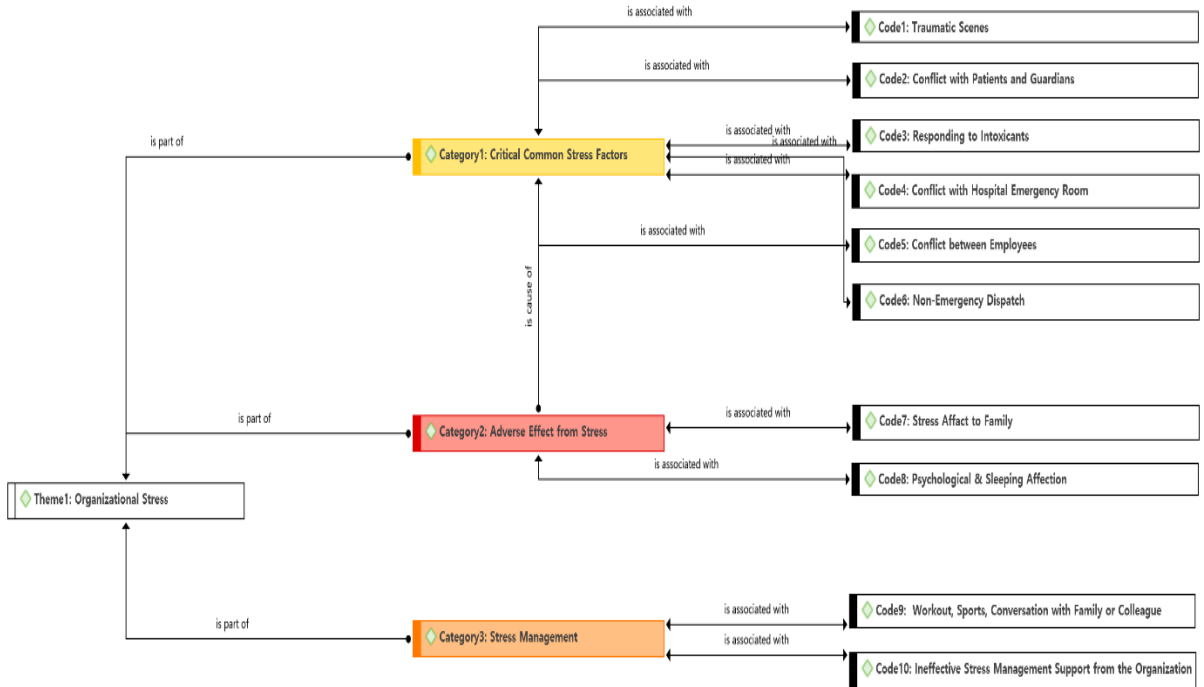 is associated with
Code1: Traumatic Scenes
is associated with
Code2: Conflict with Patients and Guardians
is part of
Category1: Critical Common Stress Factors
is associated with
is associated with
Code3: Responding to Intoxicants
is associated with
Code4: Conflict with Hospital Emergency Room
is associated with
Code5: Conflict between Employees
is cause of
Code6: Non-Emergency Dispatch
is part of
Category2: Adverse Effect from Stress
is associated with
Code7: Stress Affact to Family
is associated with
Code8: Psychological & Sleeping Affection
Theme1: Organizational Stress
is part of
Category3: Stress Management
is associated with
Code9: Workout, Sports, Conversation with Family or Colleague
is associated with
Code10: Ineffective Stress Management Support from the Organization